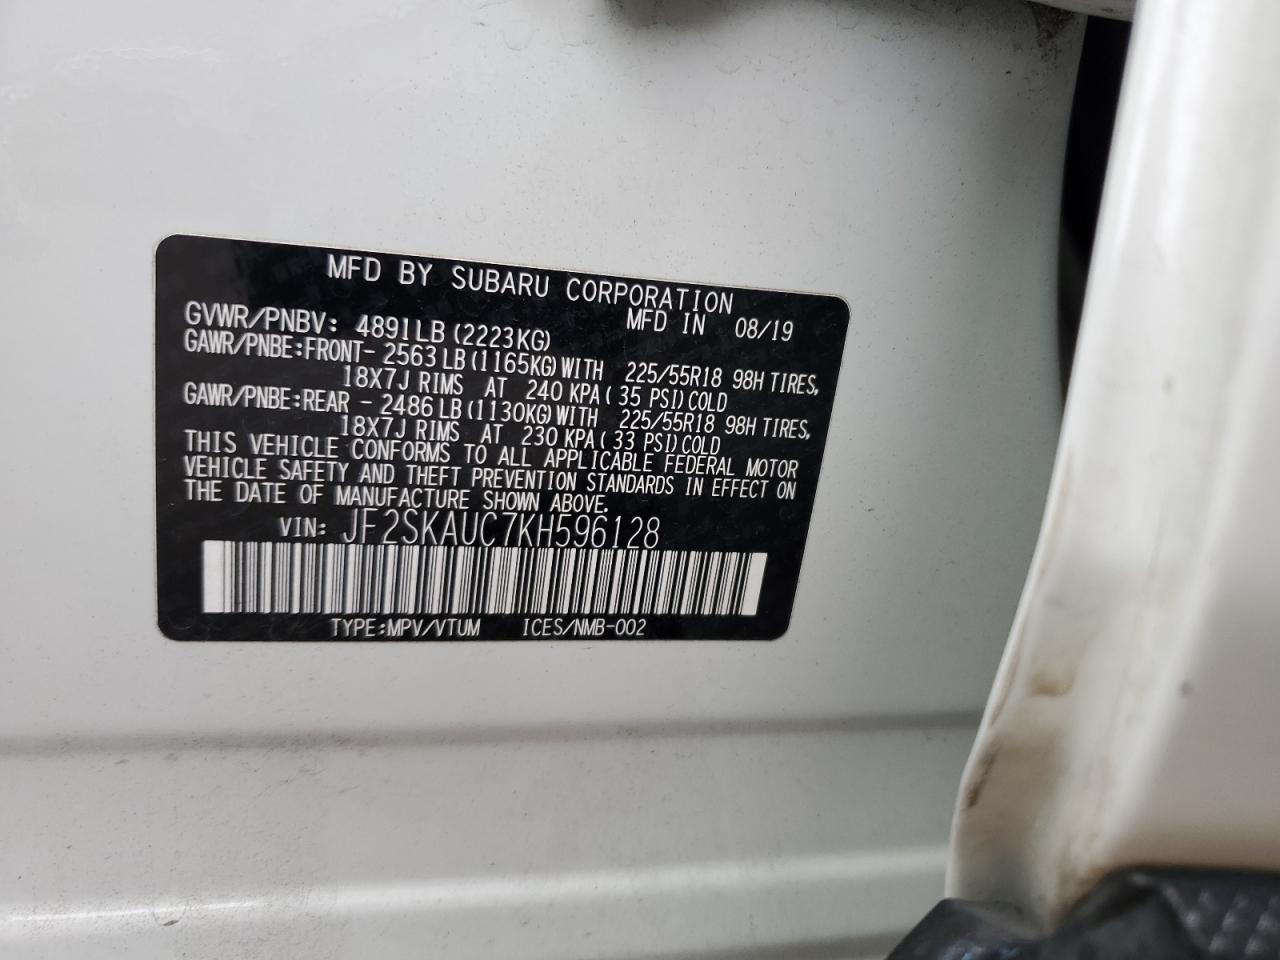 MFD BY SUBARU CORPORATION
MFD IN 08/19
GVWR/PNBV: 4891LB (2223KG)
GAWR/PNBE:FRONT- 2563 LB (1165KG) WITH 225/55R18 98H TIRES,
18X7J RIMS AT 240 KPA( 35 PSI) COLD
GAWR/PNBE:REAR - 2486 LB (1130KG) WITH 225/55R18 98H TIRES,
18X7J RIMS AT 230 KPA( 33 PSI) COLD
THIS VEHICLE CONFORMS TO ALL APPLICABLE FEDERAL MOTOR
VEHICLE SAFETY AND THEFT PREVENTION STANDARDS IN EFFECT ON
THE DATE OF MANUFACTURE SHOWN ABOVE.
VIN: JF2SKAUC7KH596128
TYPE:MPV/VTUM ICES/NMB-002